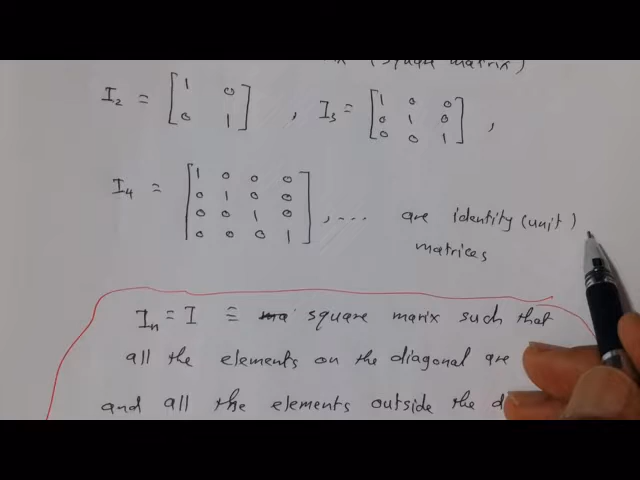 (square matrix)
I₂ = [1 0 0 1] , I₃ = [1 0 0 0 1 0 0 0 1] ,
I₄ = [1 0 0 0 0 1 0 0 0 0 1 0 0 0 0 1] , .... are identity (unit)
matrices
Iₙ = I ≡ square marix such that
all the elements on the diagonal are
and all the elements outside the d